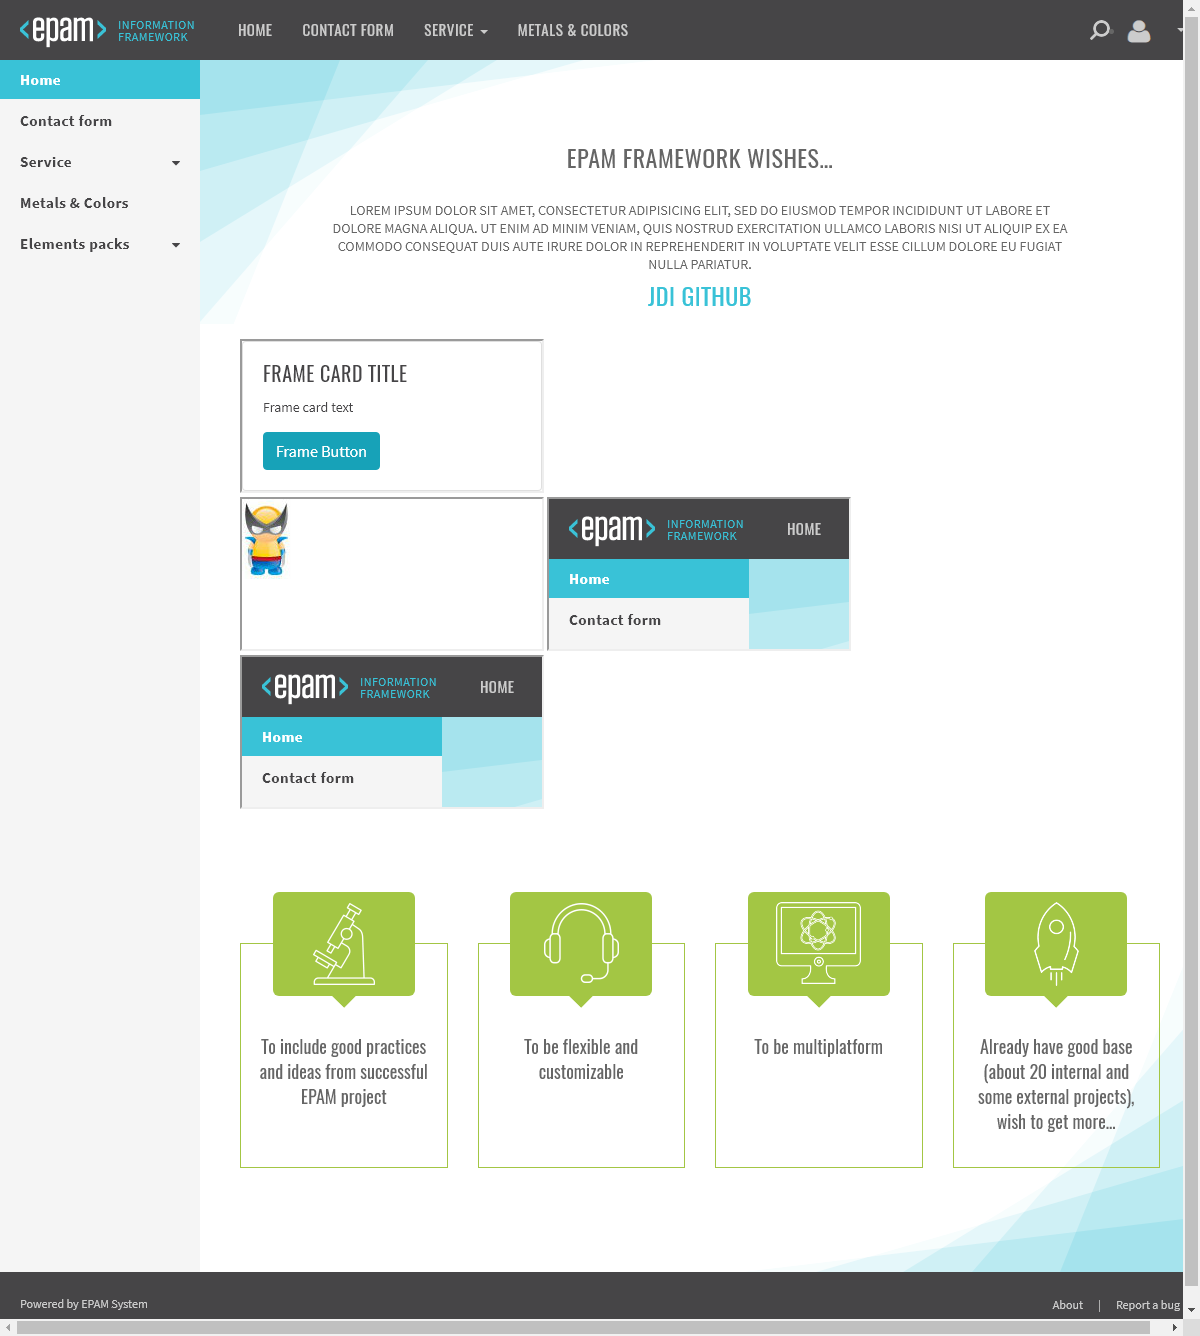 <epam> INFORMATION
FRAMEWORK
HOME CONTACT FORM SERVICE METALS & COLORS
Home
Contact form
Service
Metals & Colors
Elements packs
EPAM FRAMEWORK WISHES…
LOREM IPSUM DOLOR SIT AMET, CONSECTETUR ADIPISICING ELIT, SED DO EIUSMOD TEMPOR INCIDIDUNT UT LABORE ET
DOLORE MAGNA ALIQUA. UT ENIM AD MINIM VENIAM, QUIS NOSTRUD EXERCITATION ULLAMCO LABORIS NISI UT ALIQUIP EX EA
COMMODO CONSEQUAT DUIS AUTE IRURE DOLOR IN REPREHENDERIT IN VOLUPTATE VELIT ESSE CILLUM DOLORE EU FUGIAT
NULLA PARIATUR.
JDI GITHUB
FRAME CARD TITLE
Frame card text
Frame Button
<epam> INFORMATION
FRAMEWORK
HOME
Home
Contact form
<epam> INFORMATION
FRAMEWORK
HOME
Home
Contact form
To include good practices
and ideas from successful
EPAM project
To be flexible and
customizable
To be multiplatform
Already have good base
(about 20 internal and
some external projects),
wish to get more…
Powered by EPAM System
About | Report a bug